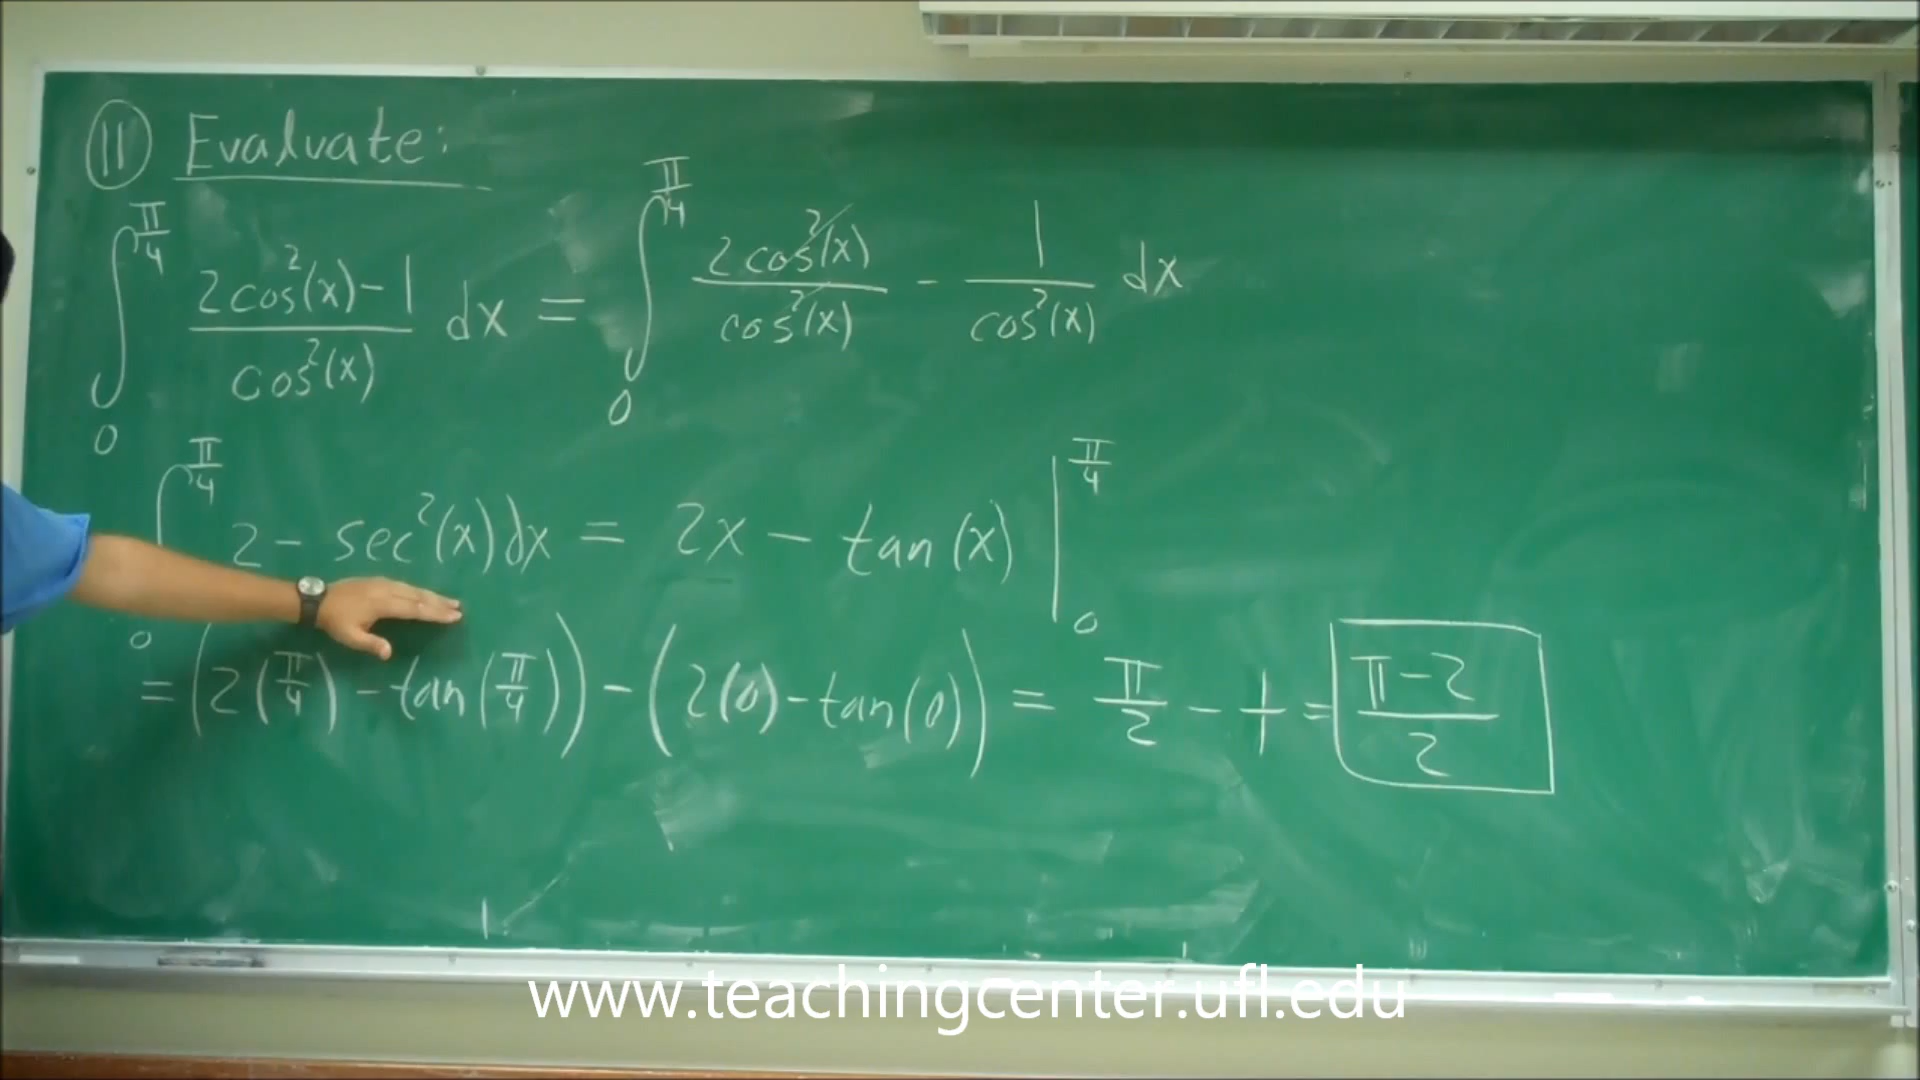 ⑪ Evaluate:
∫₀^(π/4) (2cos²(x)-1)/(cos²(x)) dx = ∫₀^(π/4) (2cos²(x))/(cos²(x)) - 1/(cos²(x)) dx
∫₀^(π/4) 2 - sec²(x) dx = 2x - tan(x) |₀^(π/4)
= (2(π/4) - tan(π/4)) - (2(0) - tan(0)) = π/2 - 1 = (π-2)/2
www.teachingcenter.ufl.edu